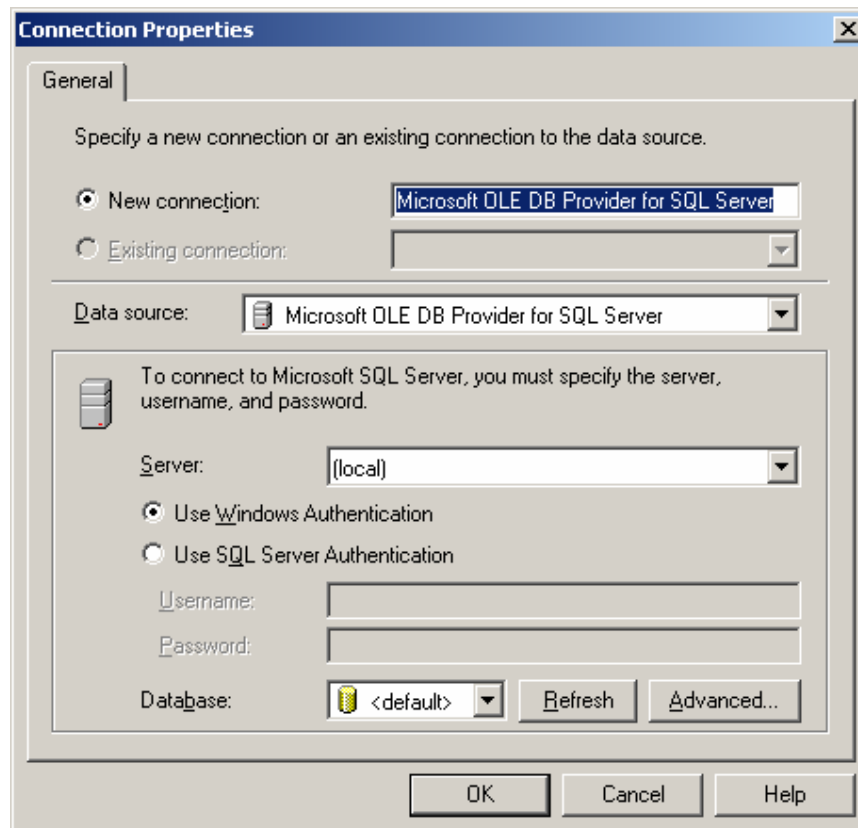 Connection Properties
General
Specify a new connection or an existing connection to the data source.
New connection: Microsoft OLE DB Provider for SQL Server
Existing connection:
Data source: Microsoft OLE DB Provider for SQL Server
To connect to Microsoft SQL Server, you must specify the server,
username, and password.
Server: (local)
Use Windows Authentication
Use SQL Server Authentication
Username:
Password:
Database: <default> Refresh Advanced...
OK Cancel Help